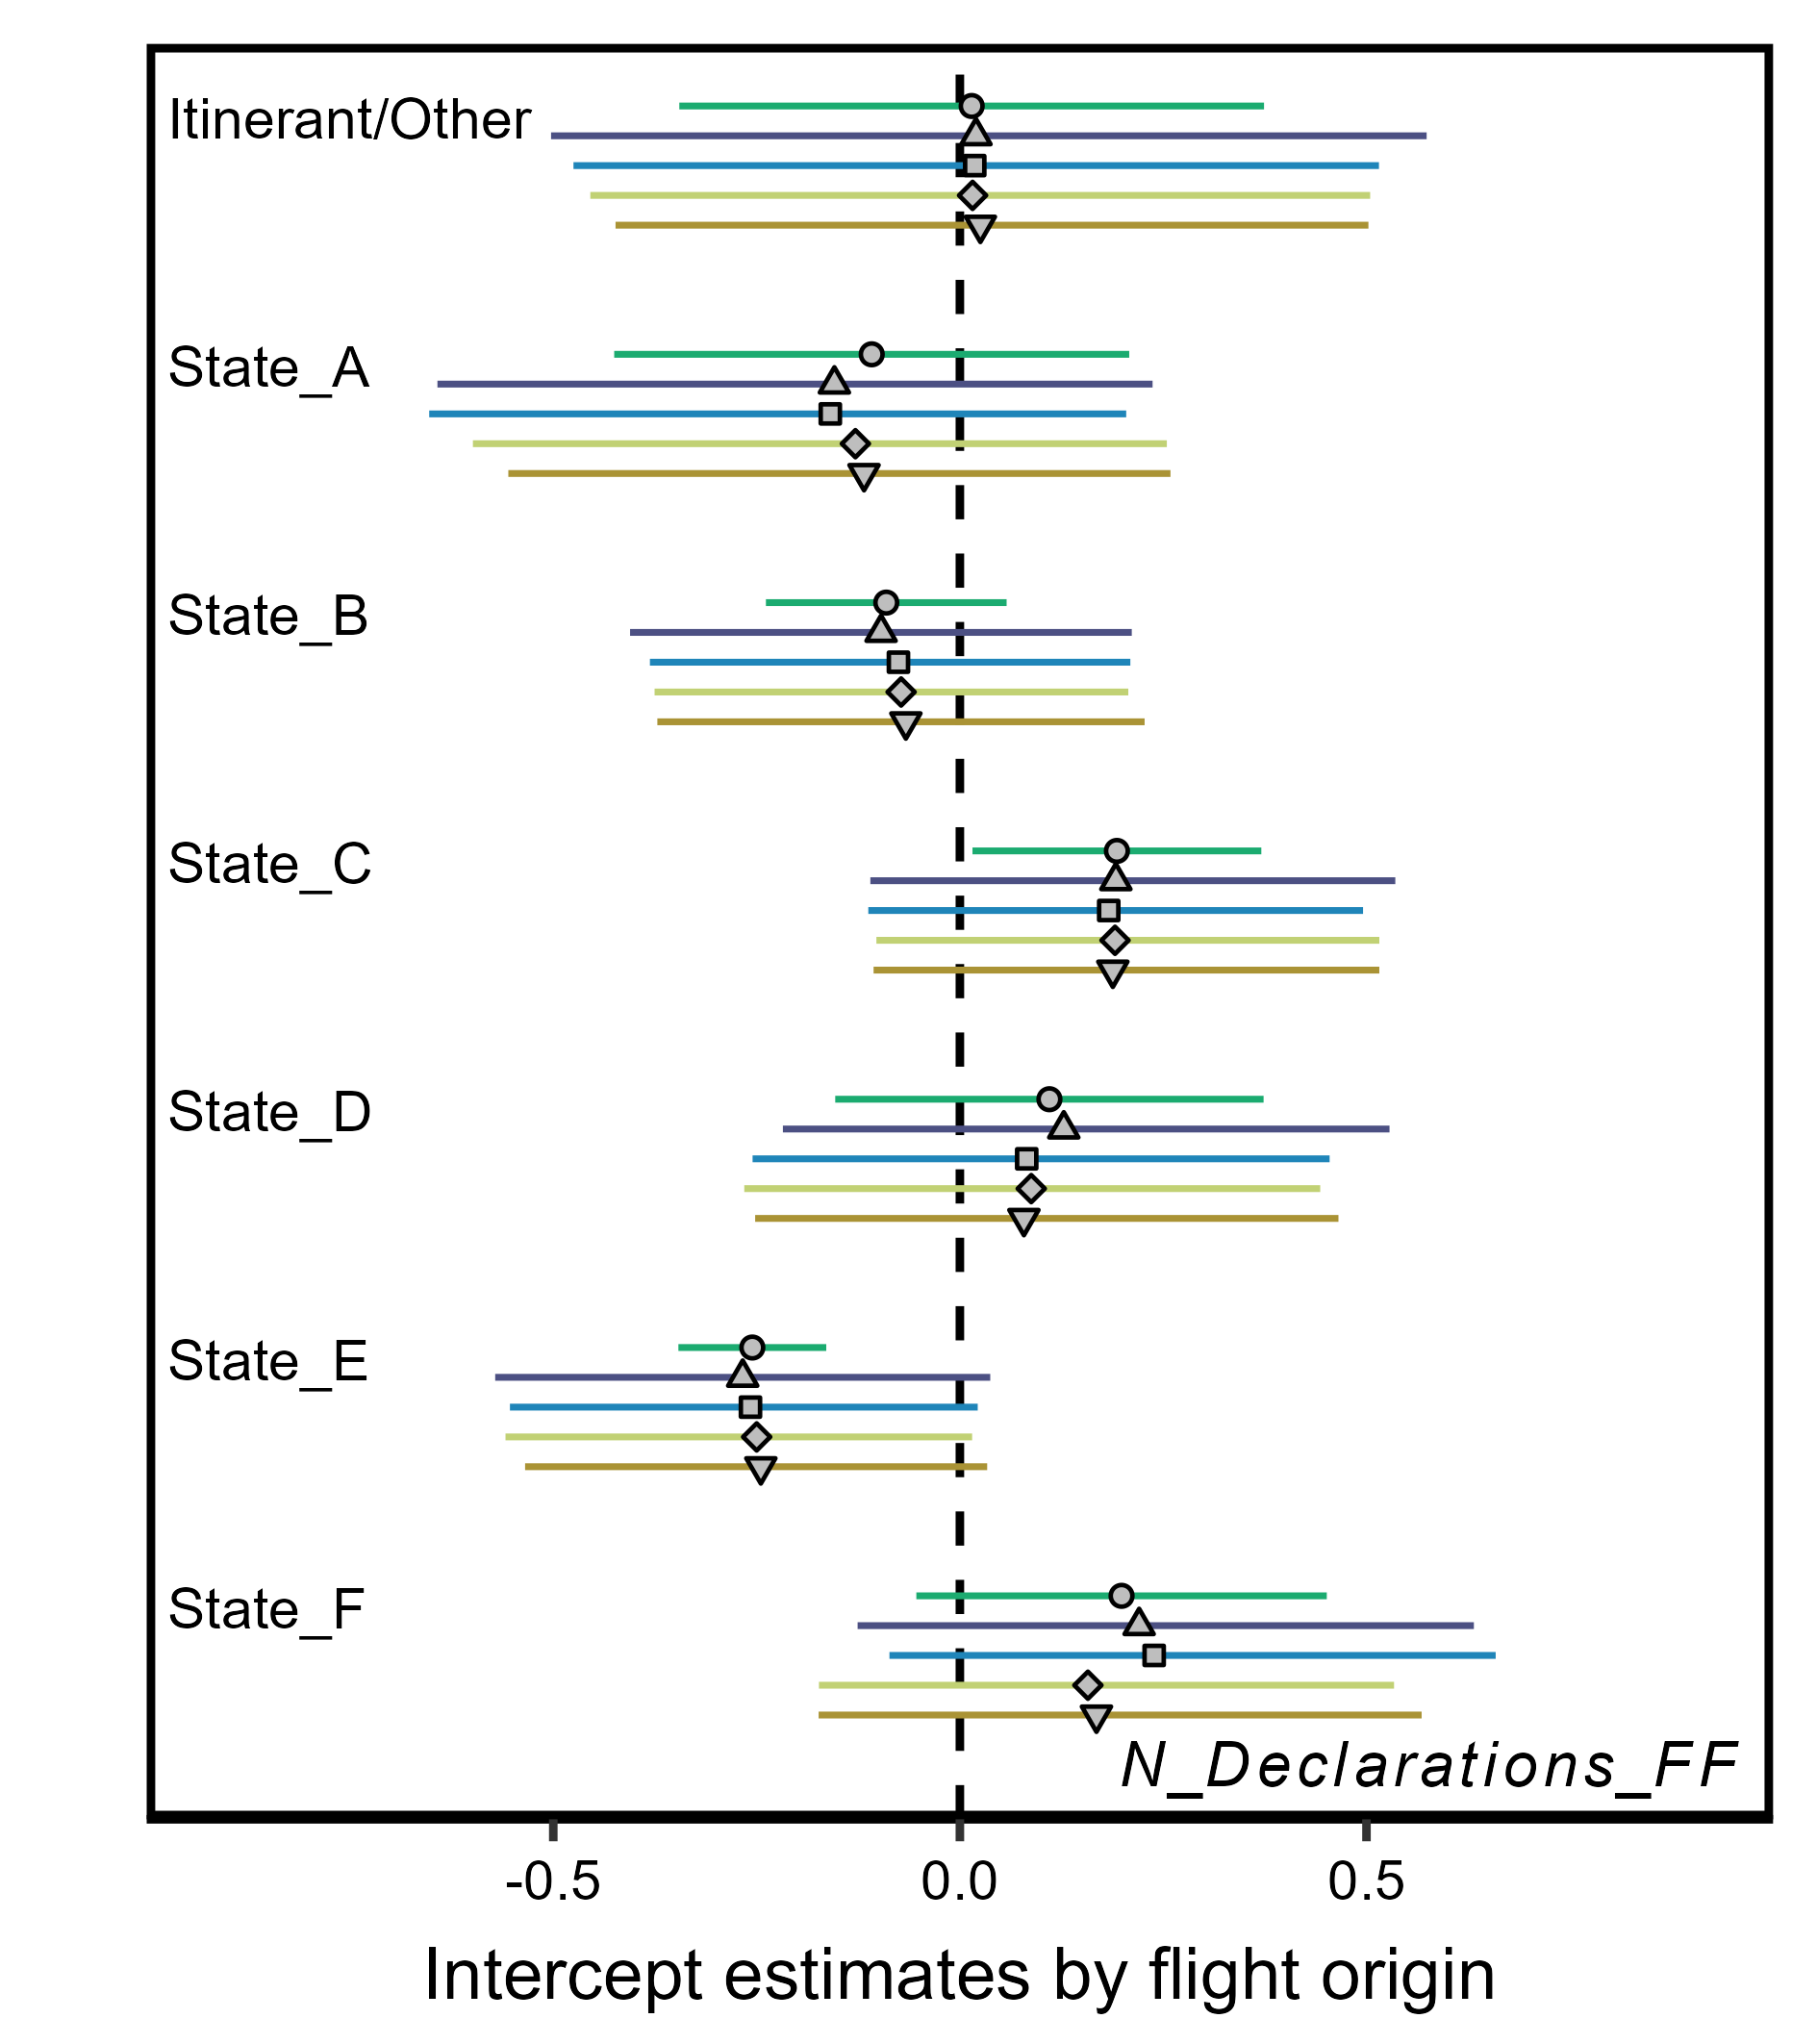 Itinerant/Other
State_A
State_B
State_C
State_D
State_E
State_F
N_Declarations_FF
-0.5 0.0 0.5
Intercept estimates by flight origin